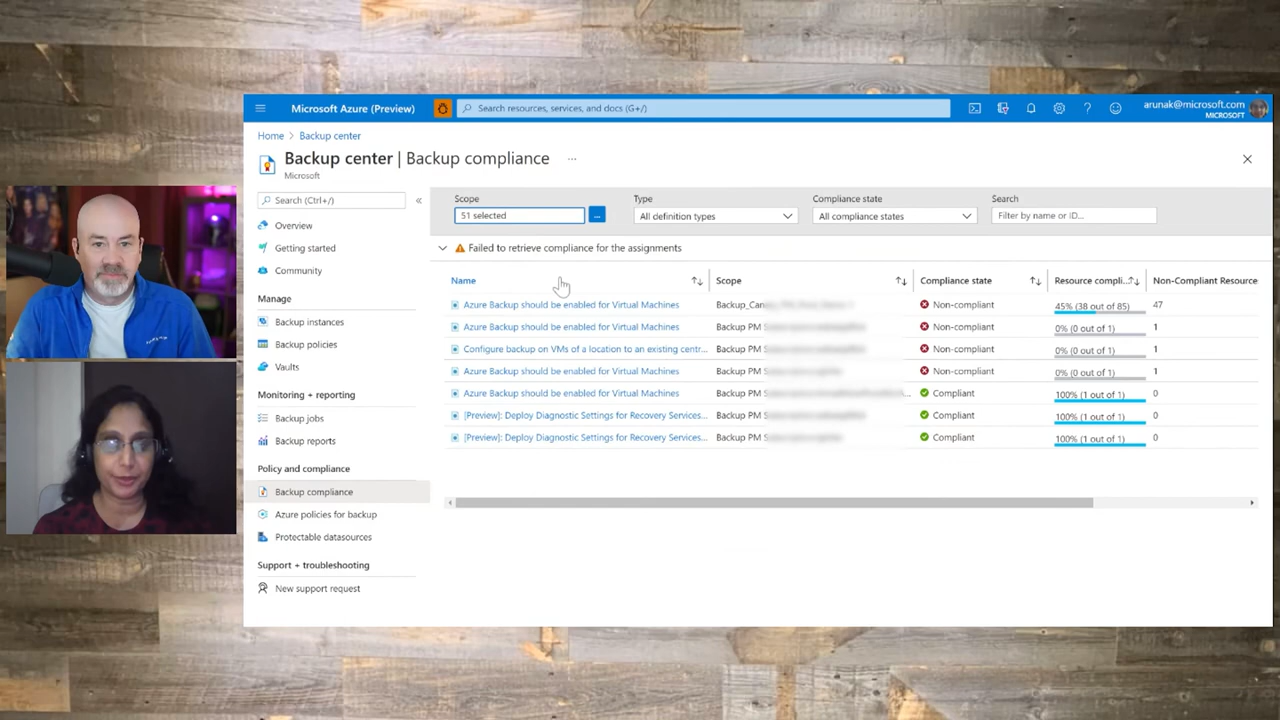 Microsoft Azure (Preview)
Search resources, services, and docs (G+/)
arunak@microsoft.com
MICROSOFT
Home > Backup center
Backup center | Backup compliance ...
Microsoft
Search (Ctrl+/)
«
Overview
Getting started
Community
Manage
Backup instances
Backup policies
Vaults
Monitoring + reporting
Backup jobs
Backup reports
Policy and compliance
Backup compliance
Azure policies for backup
Protectable datasources
Support + troubleshooting
New support request
Scope
51 selected
...
Type
All definition types
Compliance state
All compliance states
Search
Filter by name or ID...
Failed to retrieve compliance for the assignments
Name Scope Compliance state Resource compli... Non-Compliant Resource
Azure Backup should be enabled for Virtual Machines Non-compliant 45% (38 out of 85) 47
Azure Backup should be enabled for Virtual Machines Backup PM Non-compliant 0% (0 out of 1) 1
Configure backup on VMs of a location to an existing centr... Backup PM Non-compliant 0% (0 out of 1) 1
Azure Backup should be enabled for Virtual Machines Backup PM Non-compliant 0% (0 out of 1) 1
Azure Backup should be enabled for Virtual Machines Backup PM Compliant 100% (1 out of 1) 0
[Preview]: Deploy Diagnostic Settings for Recovery Services... Backup PM Compliant 100% (1 out of 1) 0
[Preview]: Deploy Diagnostic Settings for Recovery Services... Backup PM Compliant 100% (1 out of 1) 0